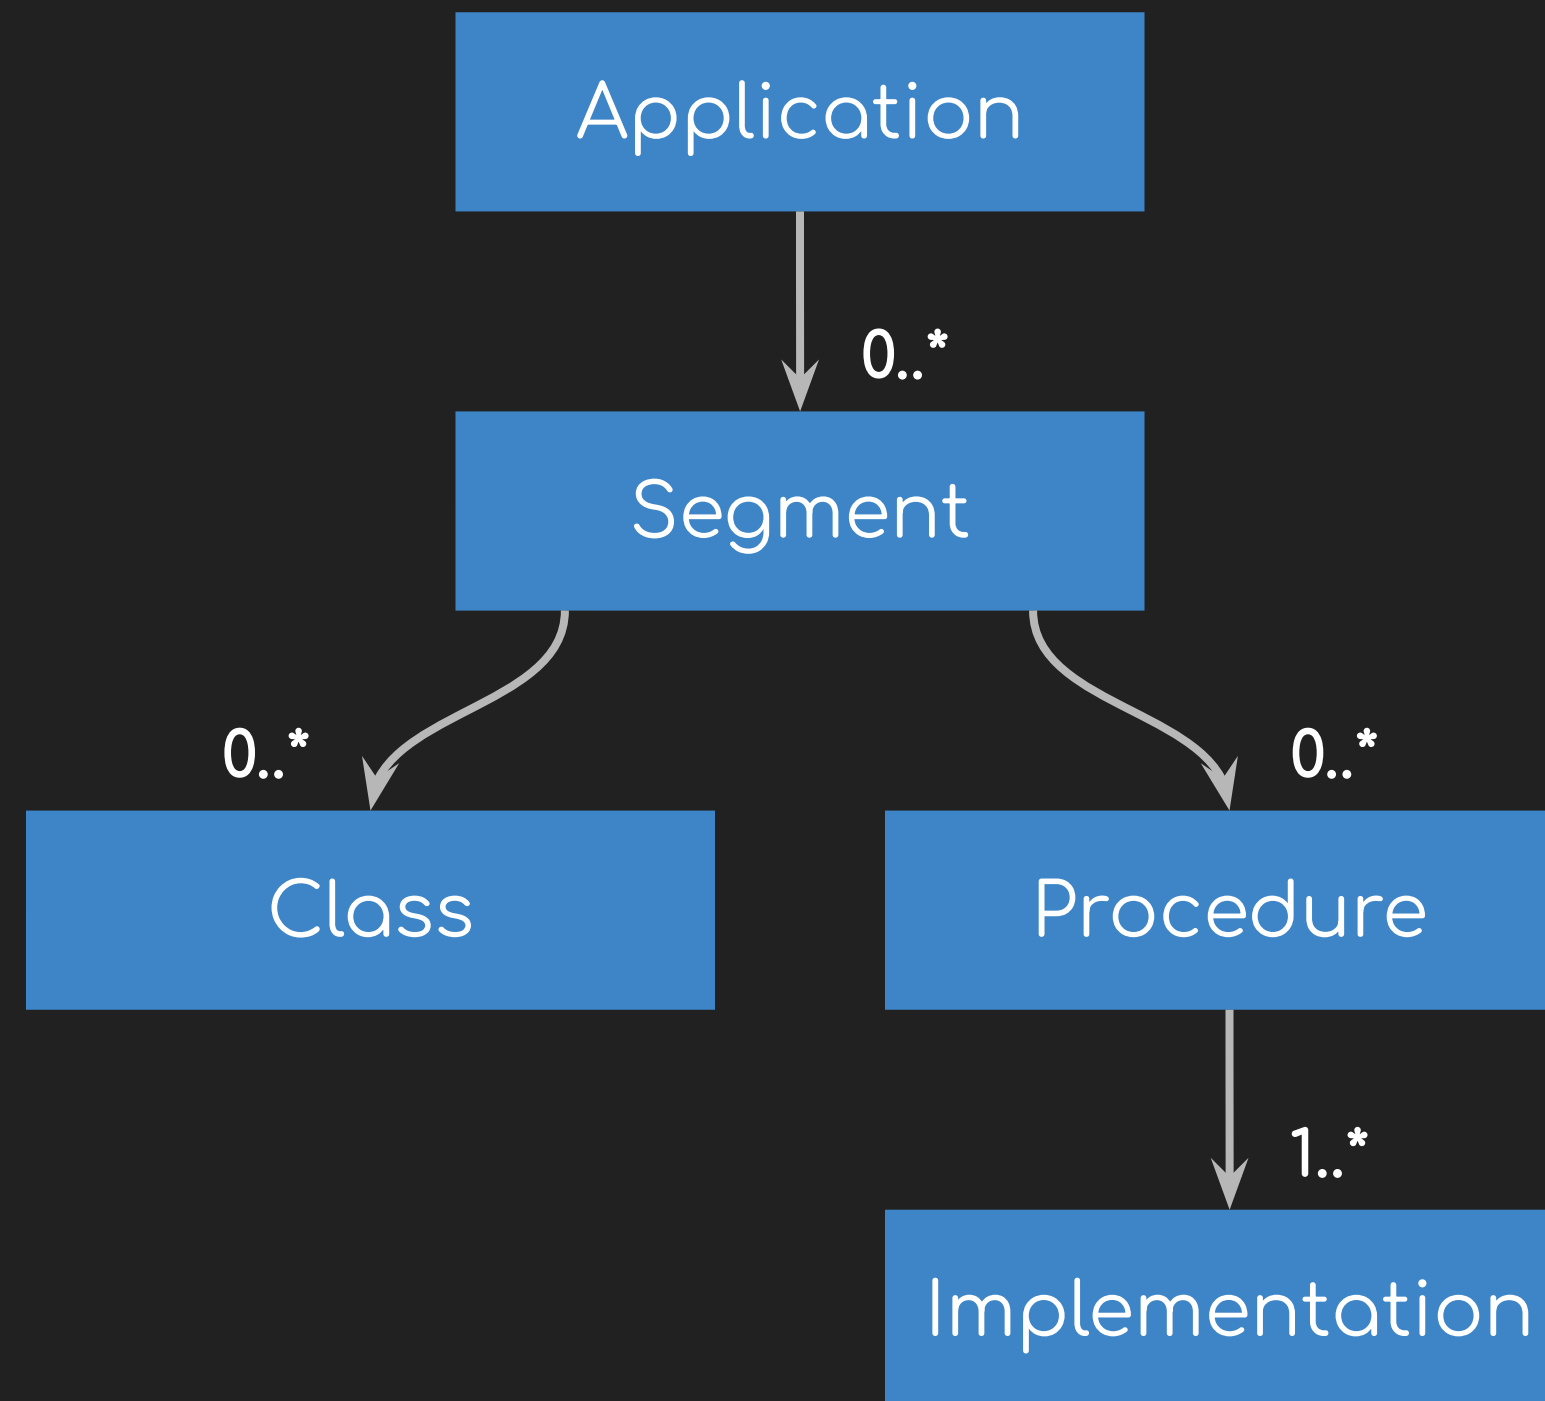 Application
0..*
Segment
0..*
0..*
Class
Procedure
1..*
Implementation